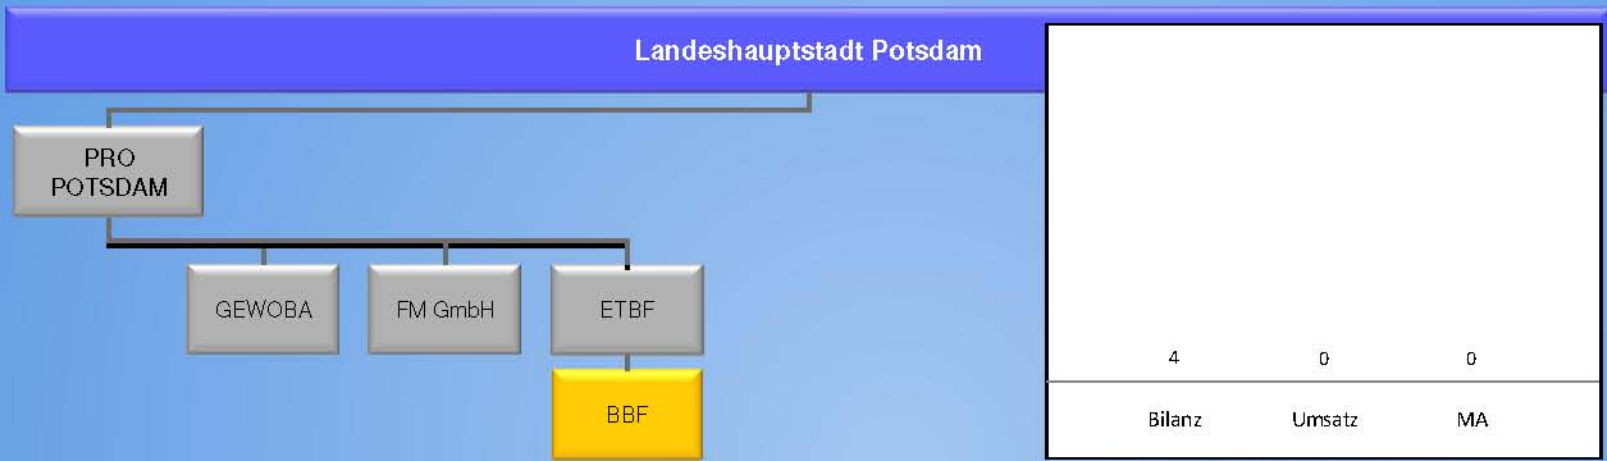 Landeshauptstadt Potsdam
PRO
POTSDAM
GEWOBA
FM GmbH
ETBF
BBF
4 0 0
Bilanz Umsatz MA